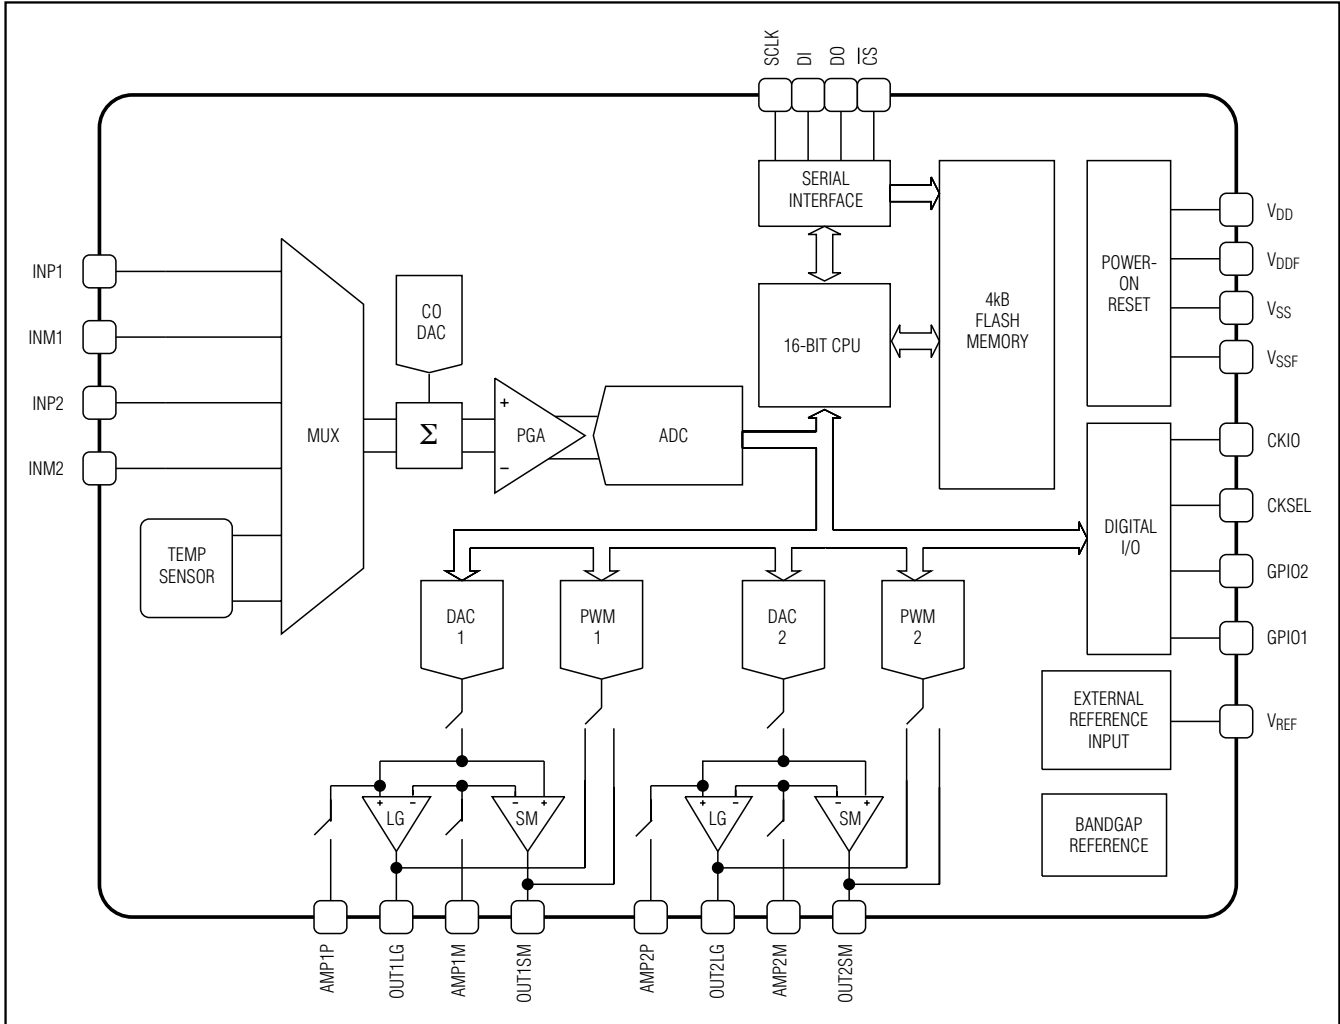 SCLK
DI
DO
CS
SERIAL
INTERFACE
4kB
FLASH
MEMORY
POWER-
ON
RESET
VDD
VDDF
VSS
VSSF
INP1
INM1
INP2
INM2
MUX
CO
DAC
Σ
+
−
PGA
ADC
16-BIT CPU
TEMP
SENSOR
DIGITAL
I/O
CKIO
CKSEL
GPIO2
GPIO1
DAC
1
PWM
1
DAC
2
PWM
2
EXTERNAL
REFERENCE
INPUT
VREF
BANDGAP
REFERENCE
+ −
LG
− +
SM
+ −
LG
− +
SM
AMP1P
OUT1LG
AMP1M
OUT1SM
AMP2P
OUT2LG
AMP2M
OUT2SM